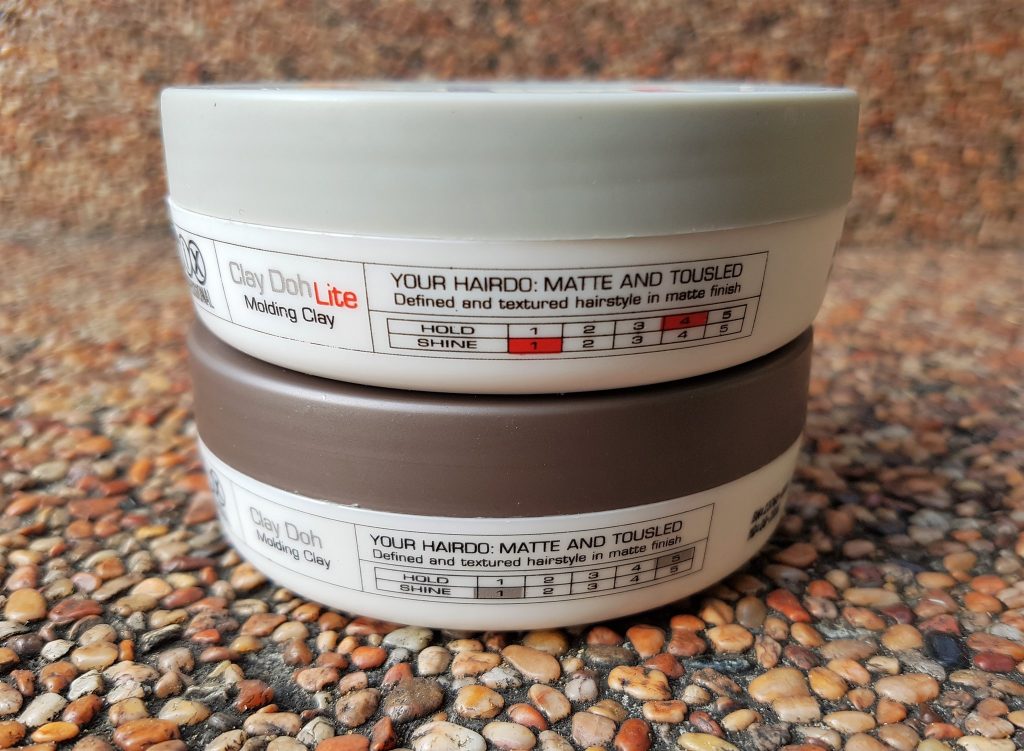 Clay Doh Lite
Molding Clay
YOUR HAIRDO: MATTE AND TOUSLED
Defined and textured hairstyle in matte finish
HOLD 1 2 3 4 5
SHINE 1 2 3 4 5
Clay Doh
Molding Clay
YOUR HAIRDO: MATTE AND TOUSLED
Defined and textured hairstyle in matte finish
HOLD 1 2 3 4 5
SHINE 1 2 3 4 5